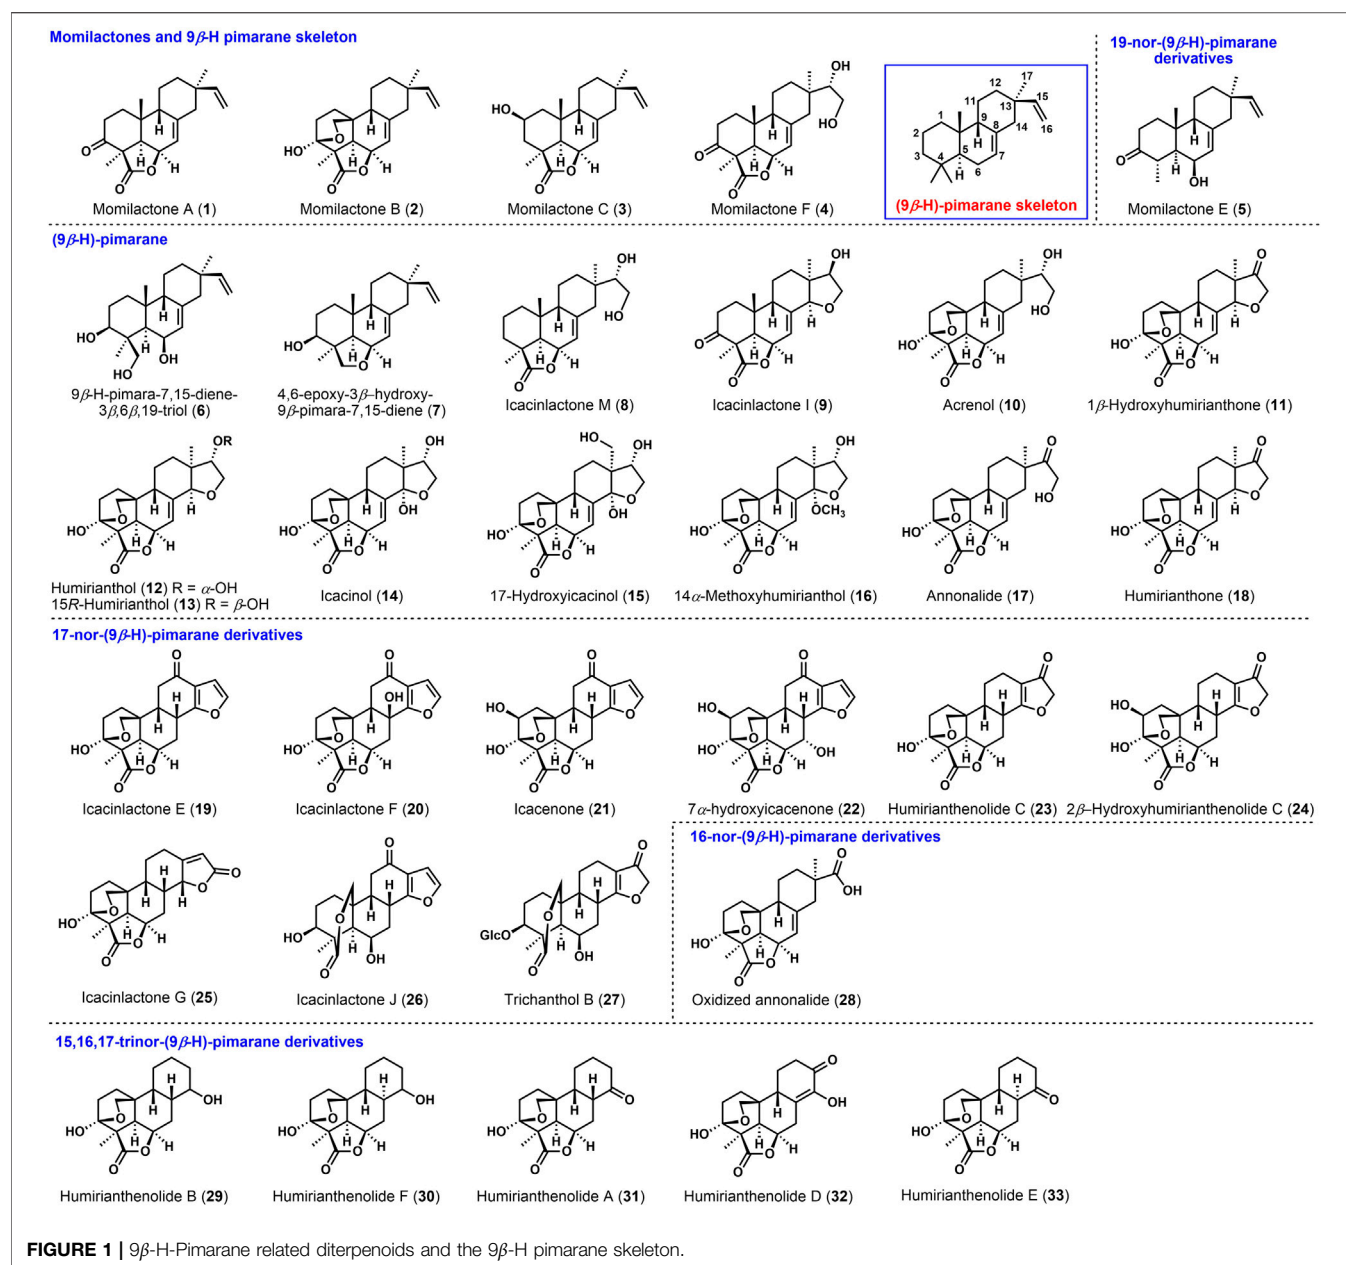 Momilactones and 9β-H pimarane skeleton
19-nor-(9β-H)-pimarane
derivatives
Momilactone A (1)
Momilactone B (2)
Momilactone C (3)
Momilactone F (4)
(9β-H)-pimarane skeleton
Momilactone E (5)
(9β-H)-pimarane
9β-H-pimara-7,15-diene-
3β,6β,19-triol (6)
4,6-epoxy-3β–hydroxy-
9β-pimara-7,15-diene (7)
Icacinlactone M (8)
Icacinlactone I (9)
Acrenol (10)
1β-Hydroxyhumirianthone (11)
Humirianthol (12) R = α-OH
15R-Humirianthol (13) R = β-OH
Icacinol (14)
17-Hydroxyicacinol (15)
14α-Methoxyhumirianthol (16)
Annonalide (17)
Humirianthone (18)
17-nor-(9β-H)-pimarane derivatives
Icacinlactone E (19)
Icacinlactone F (20)
Icacenone (21)
7α-hydroxyicacenone (22)
Humirianthenolide C (23)
2β–Hydroxyhumirianthenolide C (24)
16-nor-(9β-H)-pimarane derivatives
Icacinlactone G (25)
Icacinlactone J (26)
Trichanthol B (27)
Oxidized annonalide (28)
15,16,17-trinor-(9β-H)-pimarane derivatives
Humirianthenolide B (29)
Humirianthenolide F (30)
Humirianthenolide A (31)
Humirianthenolide D (32)
Humirianthenolide E (33)
FIGURE 1 | 9β-H-Pimarane related diterpenoids and the 9β-H pimarane skeleton.